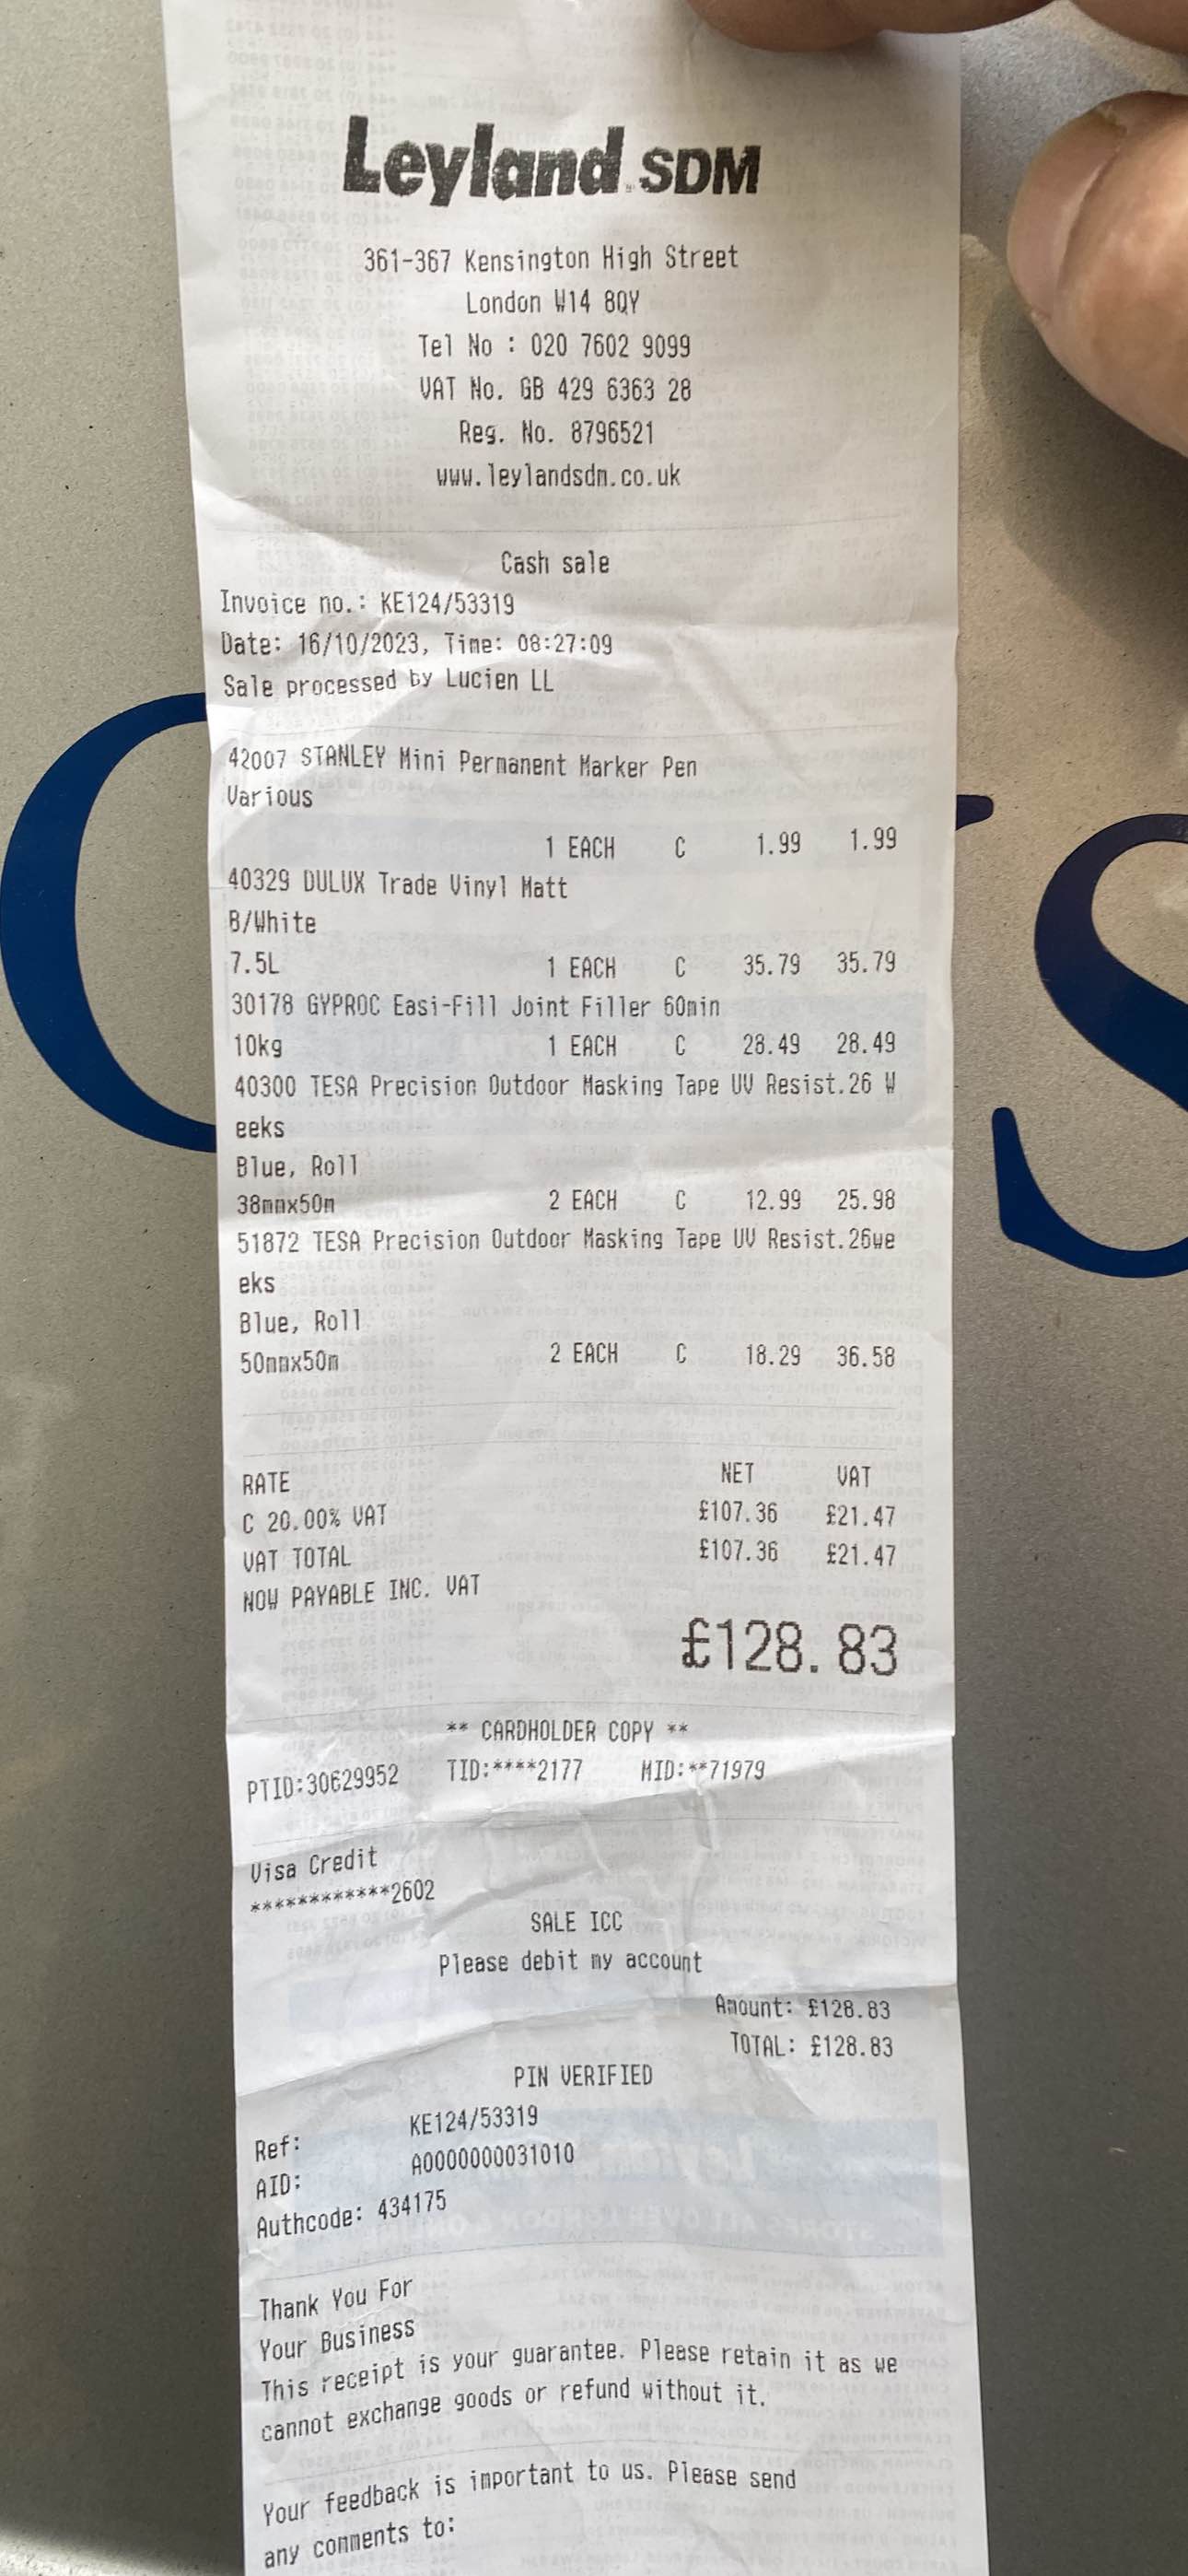 Leyland SDM
361-367 Kensington High Street
London W14 8QY
Tel No : 020 7602 9099
VAT No. GB 429 6363 28
Reg. No. 8796521
www.leylandsdm.co.uk
Cash sale
Invoice no.: KE124/53319
Date: 16/10/2023, Time: 08:27:09
Sale processed by Lucien LL
42007 STANLEY Mini Permanent Marker Pen
Various
1 EACH C 1.99 1.99
40329 DULUX Trade Vinyl Matt
B/White
7.5L 1 EACH C 35.79 35.79
30178 GYPROC Easi-Fill Joint Filler 60min
10kg 1 EACH C 28.49 28.49
40300 TESA Precision Outdoor Masking Tape UV Resist.26 W
eeks
Blue, Roll
38mmx50m 2 EACH C 12.99 25.98
51872 TESA Precision Outdoor Masking Tape UV Resist.26we
eks
Blue, Roll
50mmx50m 2 EACH C 18.29 36.58
RATE NET VAT
C 20.00% VAT £107.36 £21.47
VAT TOTAL £107.36 £21.47
NOW PAYABLE INC. VAT
£128.83
** CARDHOLDER COPY **
PTID:30629952 TID:****2177 MID:**71979
Visa Credit
************2602
SALE ICC
Please debit my account
Amount: £128.83
TOTAL: £128.83
PIN VERIFIED
Ref: KE124/53319
AID: A0000000031010
Authcode: 434175
Thank You For
Your Business
This receipt is your guarantee. Please retain it as we
cannot exchange goods or refund without it.
Your feedback is important to us. Please send
any comments to: